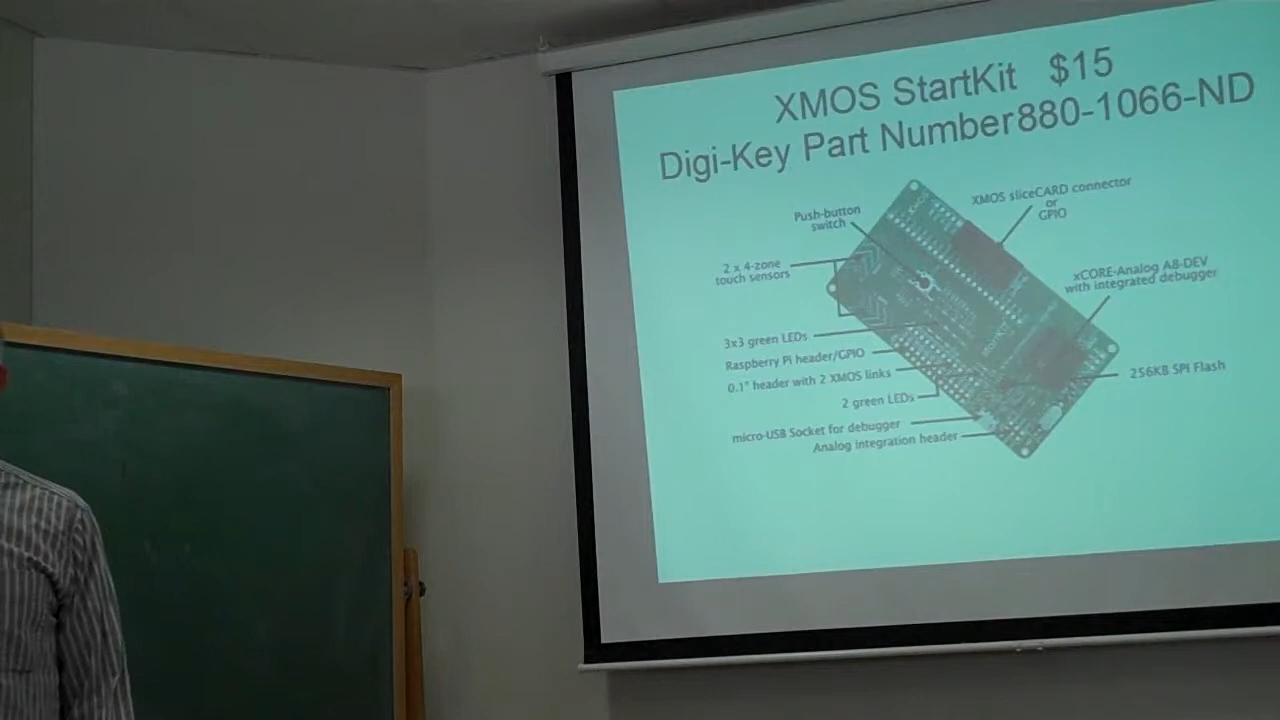 XMOS StartKit $15
Digi-Key Part Number880-1066-ND
XMOS sliceCARD connector
or
GPIO
Push-button
switch
2 x 4-zone
touch sensors
xCORE-Analog A8-DEV
with integrated debugger
3x3 green LEDs
Raspberry Pi header/GPIO
0.1" header with 2 XMOS links
256KB SPI Flash
2 green LEDs
micro-USB Socket for debugger
Analog integration header